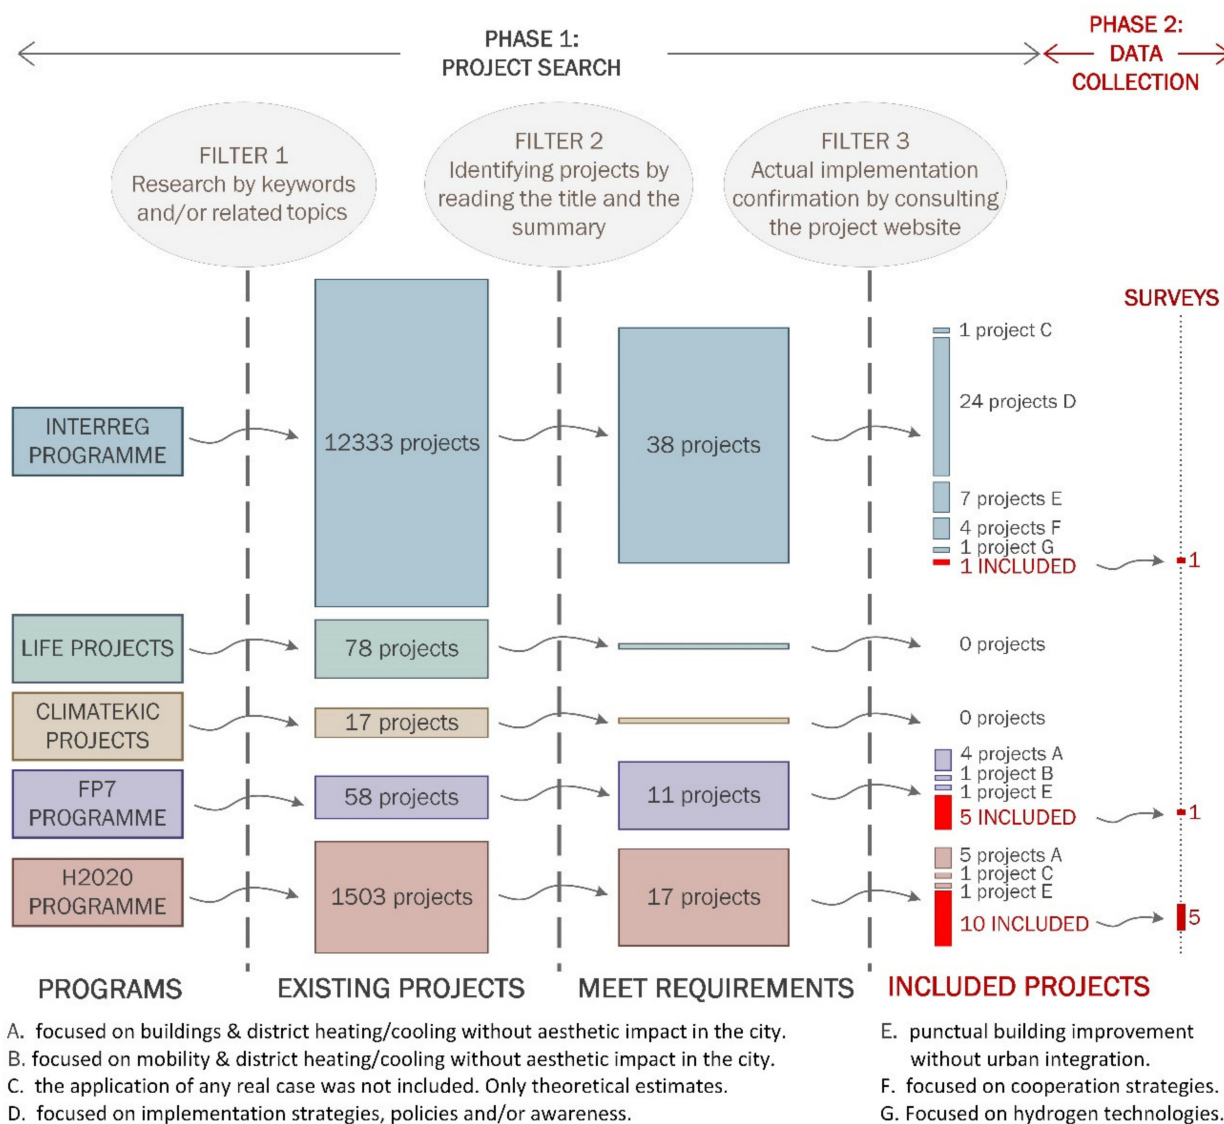 PHASE 1:
PROJECT SEARCH
PHASE 2:
DATA
COLLECTION
FILTER 1
Research by keywords
and/or related topics
FILTER 2
Identifying projects by
reading the title and the
summary
FILTER 3
Actual implementation
confirmation by consulting
the project website
SURVEYS
INTERREG
PROGRAMME
12333 projects
38 projects
1 project C
24 projects D
7 projects E
4 projects F
1 project G
1 INCLUDED
1
LIFE PROJECTS
78 projects
0 projects
CLIMATEKIC
PROJECTS
17 projects
0 projects
FP7
PROGRAMME
58 projects
11 projects
4 projects A
1 project B
1 project E
5 INCLUDED
1
H2020
PROGRAMME
1503 projects
17 projects
5 projects A
1 project C
1 project E
10 INCLUDED
5
PROGRAMS
EXISTING PROJECTS
MEET REQUIREMENTS
INCLUDED PROJECTS
A. focused on buildings & district heating/cooling without aesthetic impact in the city.
B. focused on mobility & district heating/cooling without aesthetic impact in the city.
C. the application of any real case was not included. Only theoretical estimates.
D. focused on implementation strategies, policies and/or awareness.
E. punctual building improvement
without urban integration.
F. focused on cooperation strategies.
G. Focused on hydrogen technologies.